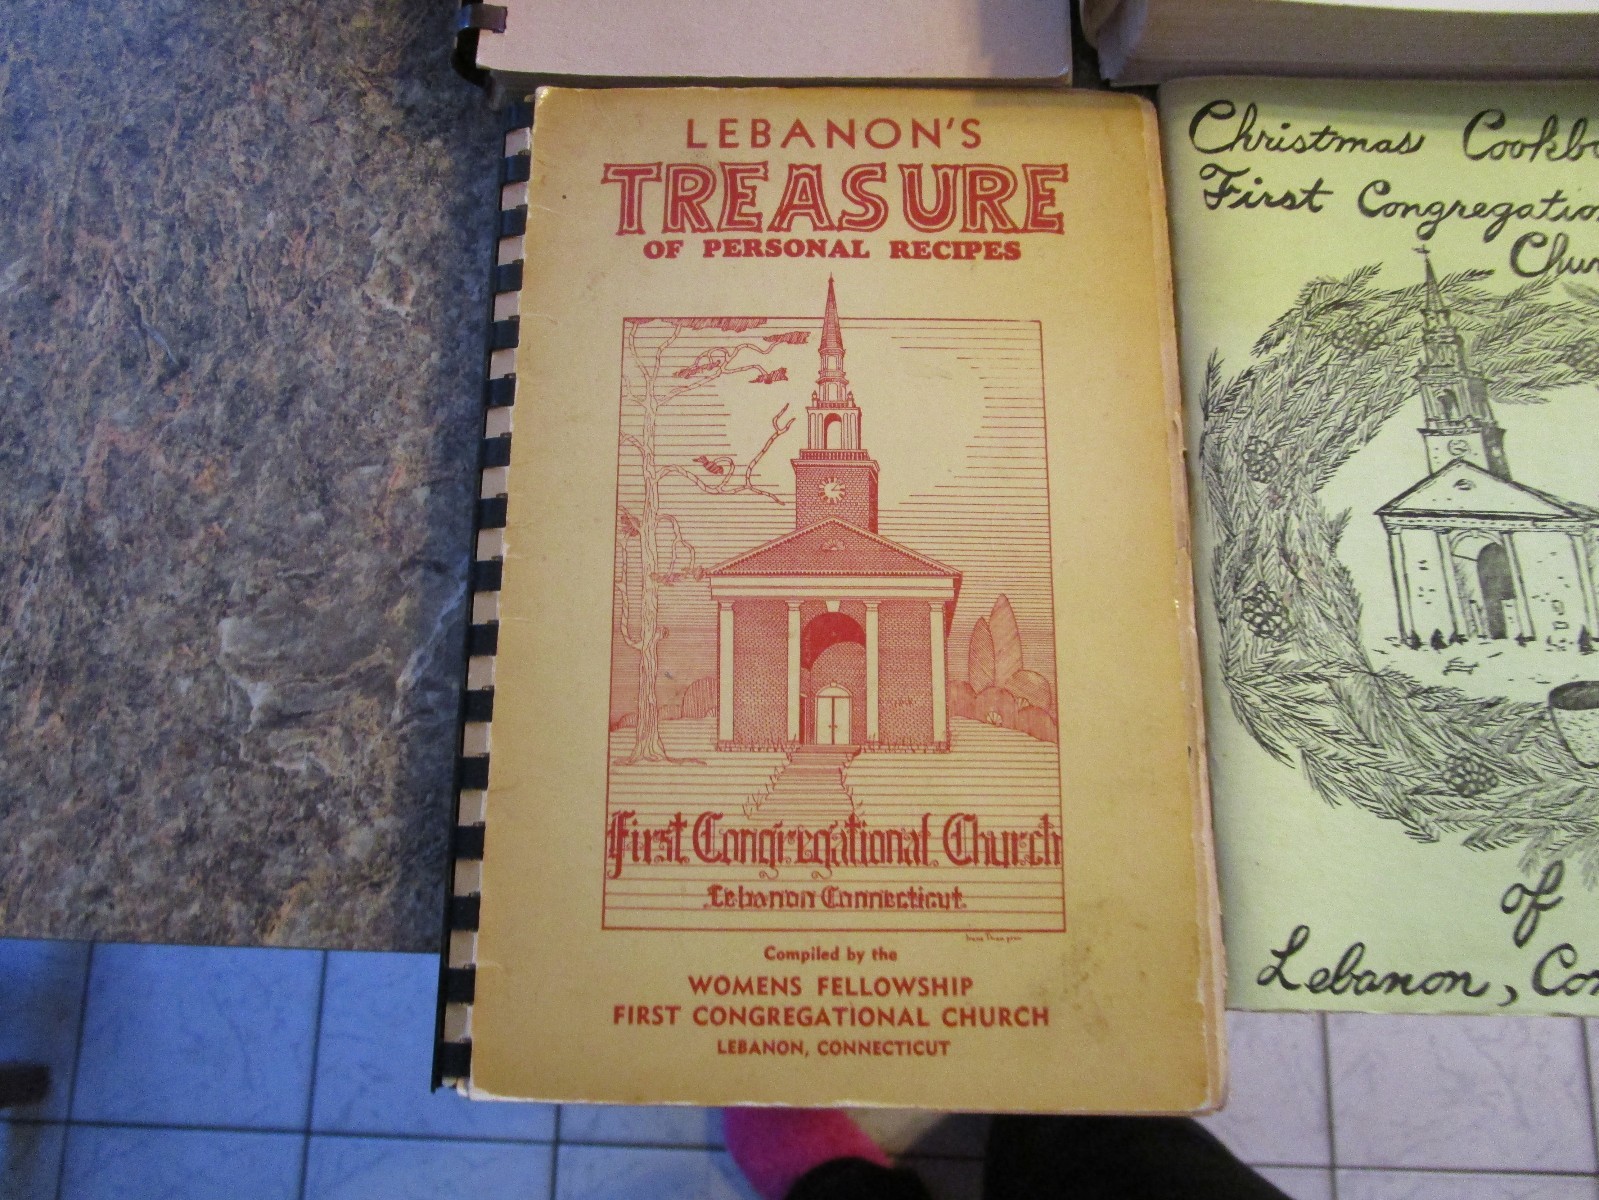 LEBANON'S
TREASURE
OF PERSONAL RECIPES
First Congregational Church
Lebanon Connecticut.
Compiled by the
WOMENS FELLOWSHIP
FIRST CONGREGATIONAL CHURCH
LEBANON, CONNECTICUT
Christmas
First
of
Lebanon,